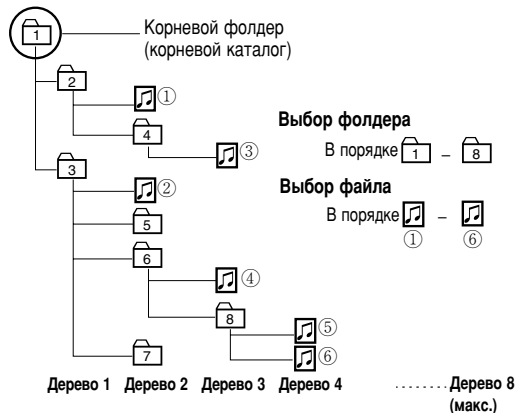 1
Корневой фолдер
(корневой каталог)
2
①
4
③
Выбор фолдера
В порядке 1 – 8
3
②
Выбор файла
5
В порядке –
① ⑥
6
④
8
⑤
7
⑥
Дерево 1 Дерево 2 Дерево 3 Дерево 4 ........ Дерево 8
(макс.)